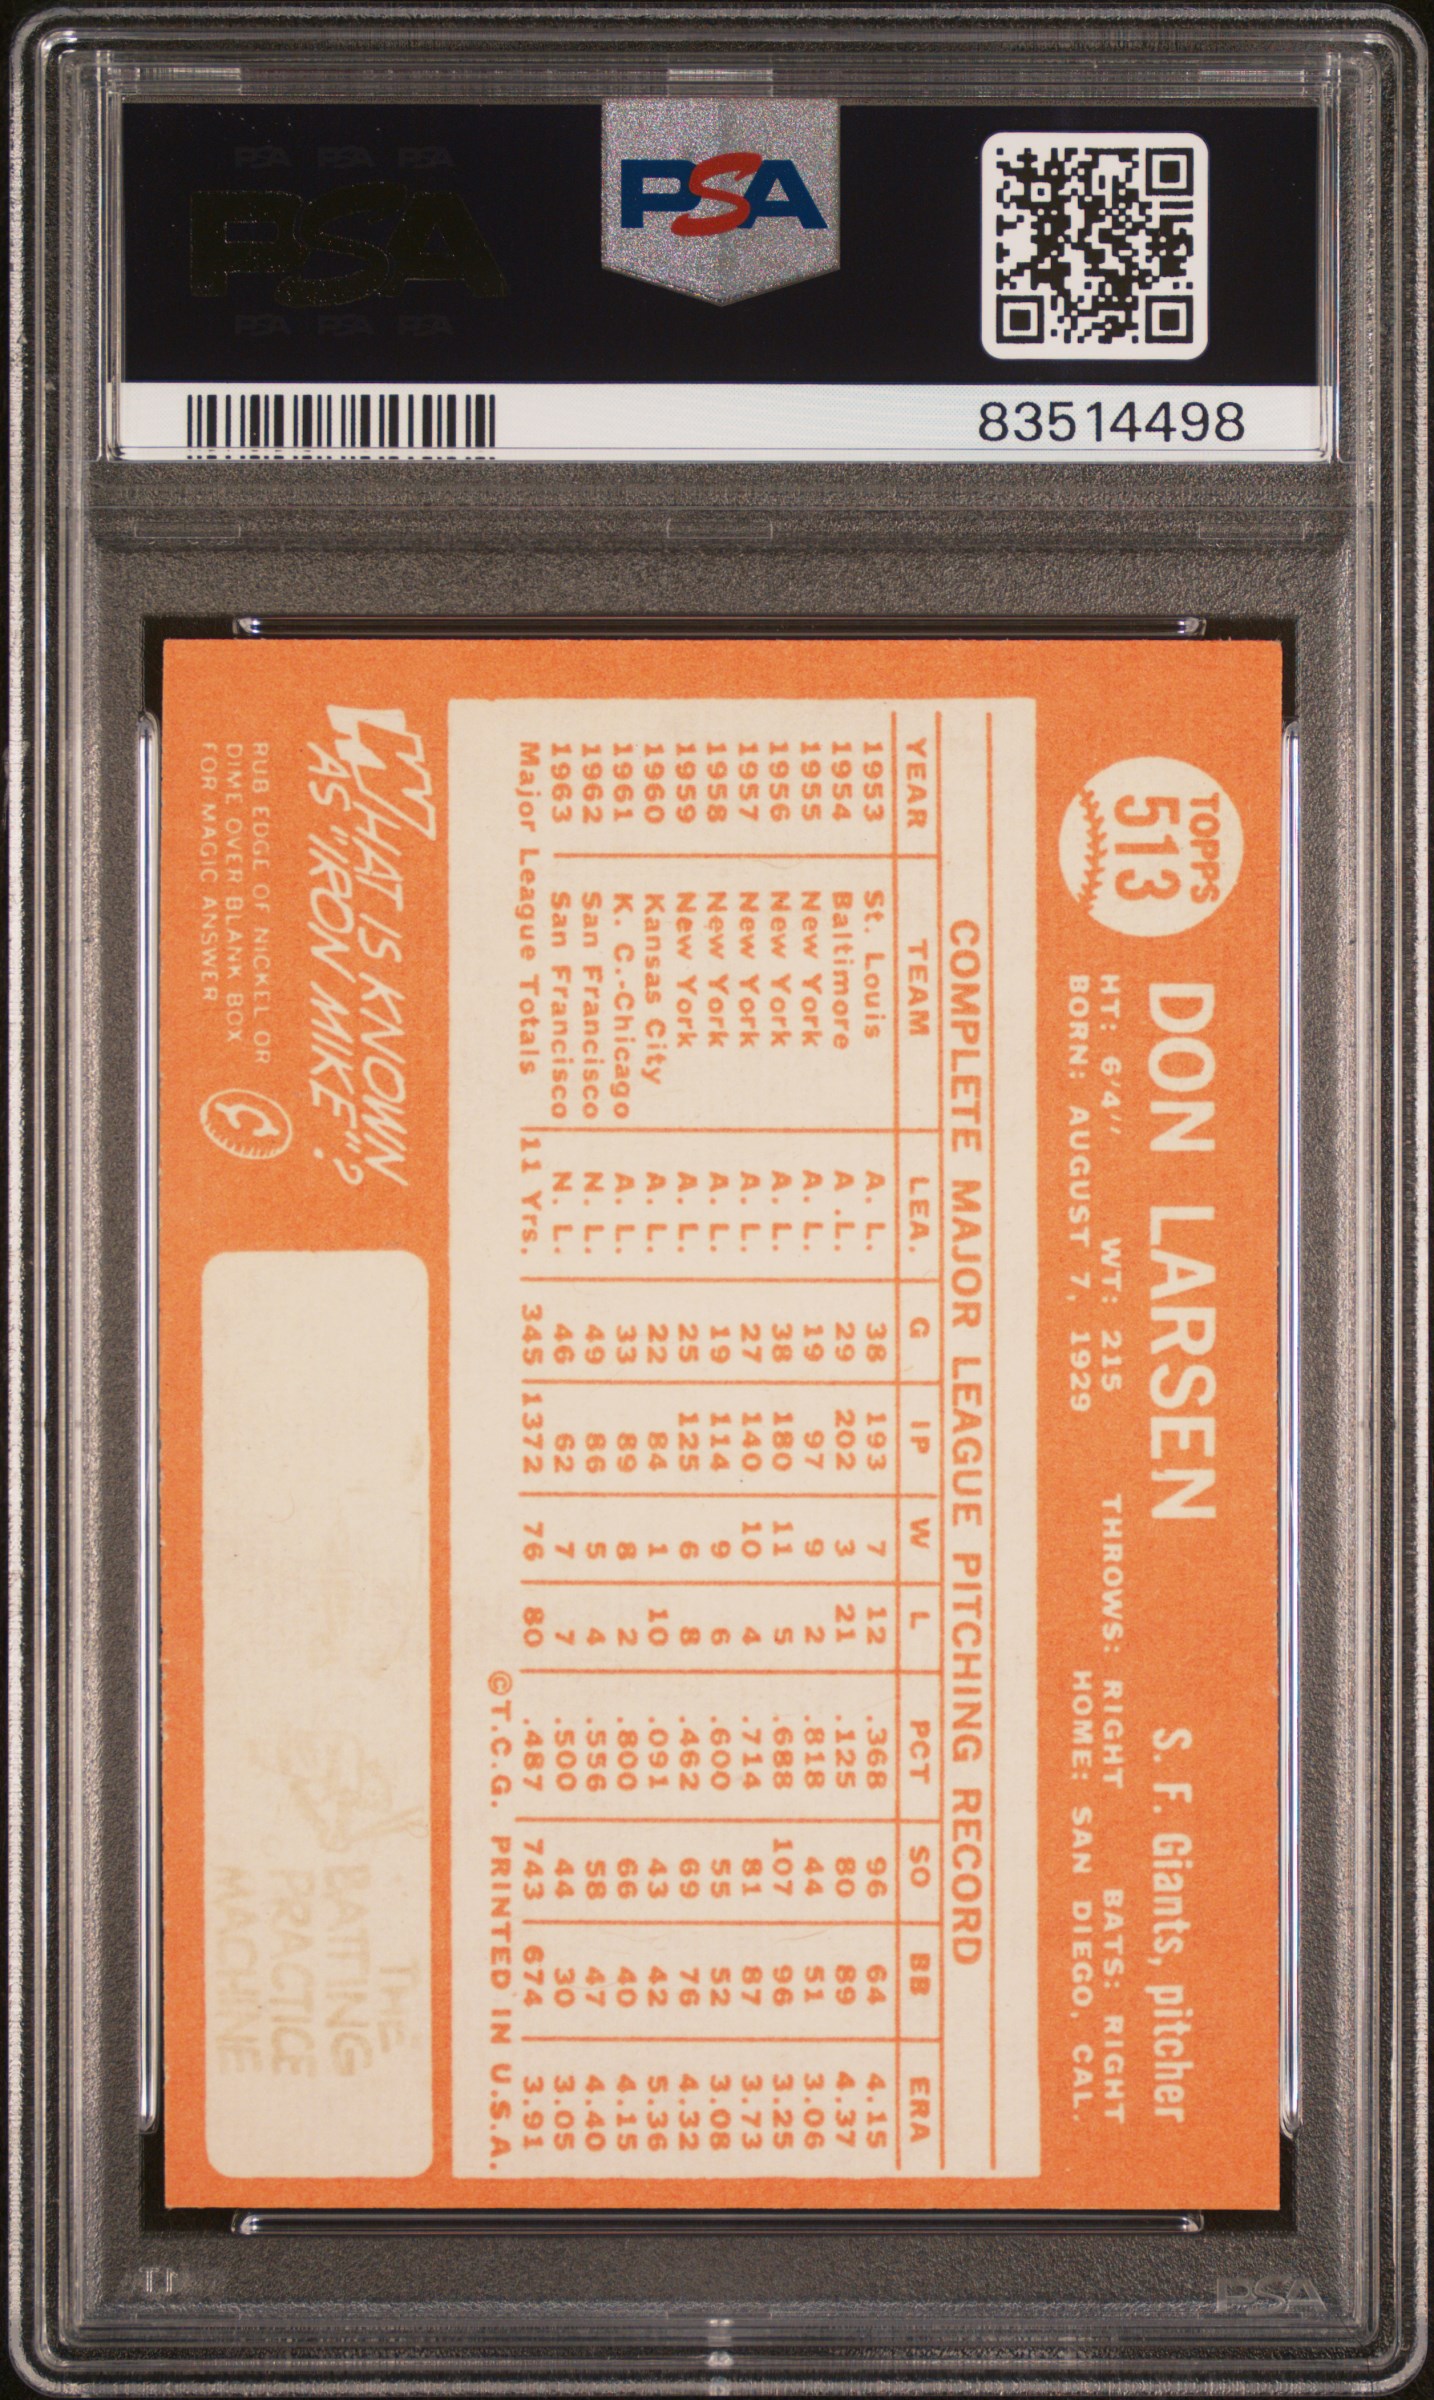 PSA PSA PSA
PSA
PSA PSA PSA
PSA
83514498
TOPPS
513
DON LARSEN
S. F. Giants, pitcher
HT: 6'4" WT: 215 THROWS: RIGHT BATS: RIGHT
BORN: AUGUST 7, 1929 HOME: SAN DIEGO, CAL.
COMPLETE MAJOR LEAGUE PITCHING RECORD
YEAR TEAM LEA. G IP W L PCT SO BB ERA
1953 St. Louis A. L. 38 193 7 12 .368 96 64 4.15
1954 Baltimore A .L. 29 202 3 21 .125 80 89 4.37
1955 New York A. L. 19 97 9 2 .818 44 51 3.06
1956 New York A. L. 38 180 11 5 .688 107 96 3.25
1957 New York A. L. 27 140 10 4 .714 81 87 3.73
1958 New York A. L. 19 114 9 6 .600 55 52 3.08
1959 New York A. L. 25 125 6 8 .462 69 76 4.32
1960 Kansas City A. L. 22 84 1 10 .091 43 42 5.36
1961 K. C.-Chicago A. L. 33 89 8 2 .800 66 40 4.15
1962 San Francisco N. L. 49 86 5 4 .556 58 47 4.40
1963 San Francisco N. L. 46 62 7 7 .500 44 30 3.05
Major League Totals 11 Yrs. 345 1372 76 80 .487 743 674 3.91
©T.C.G. PRINTED IN U.S.A.
WHAT IS KNOWN
AS "IRON MIKE"?
RUB EDGE OF NICKEL OR
DIME OVER BLANK BOX
FOR MAGIC ANSWER
C
THE
BATTING
PRACTICE
MACHINE
PSA